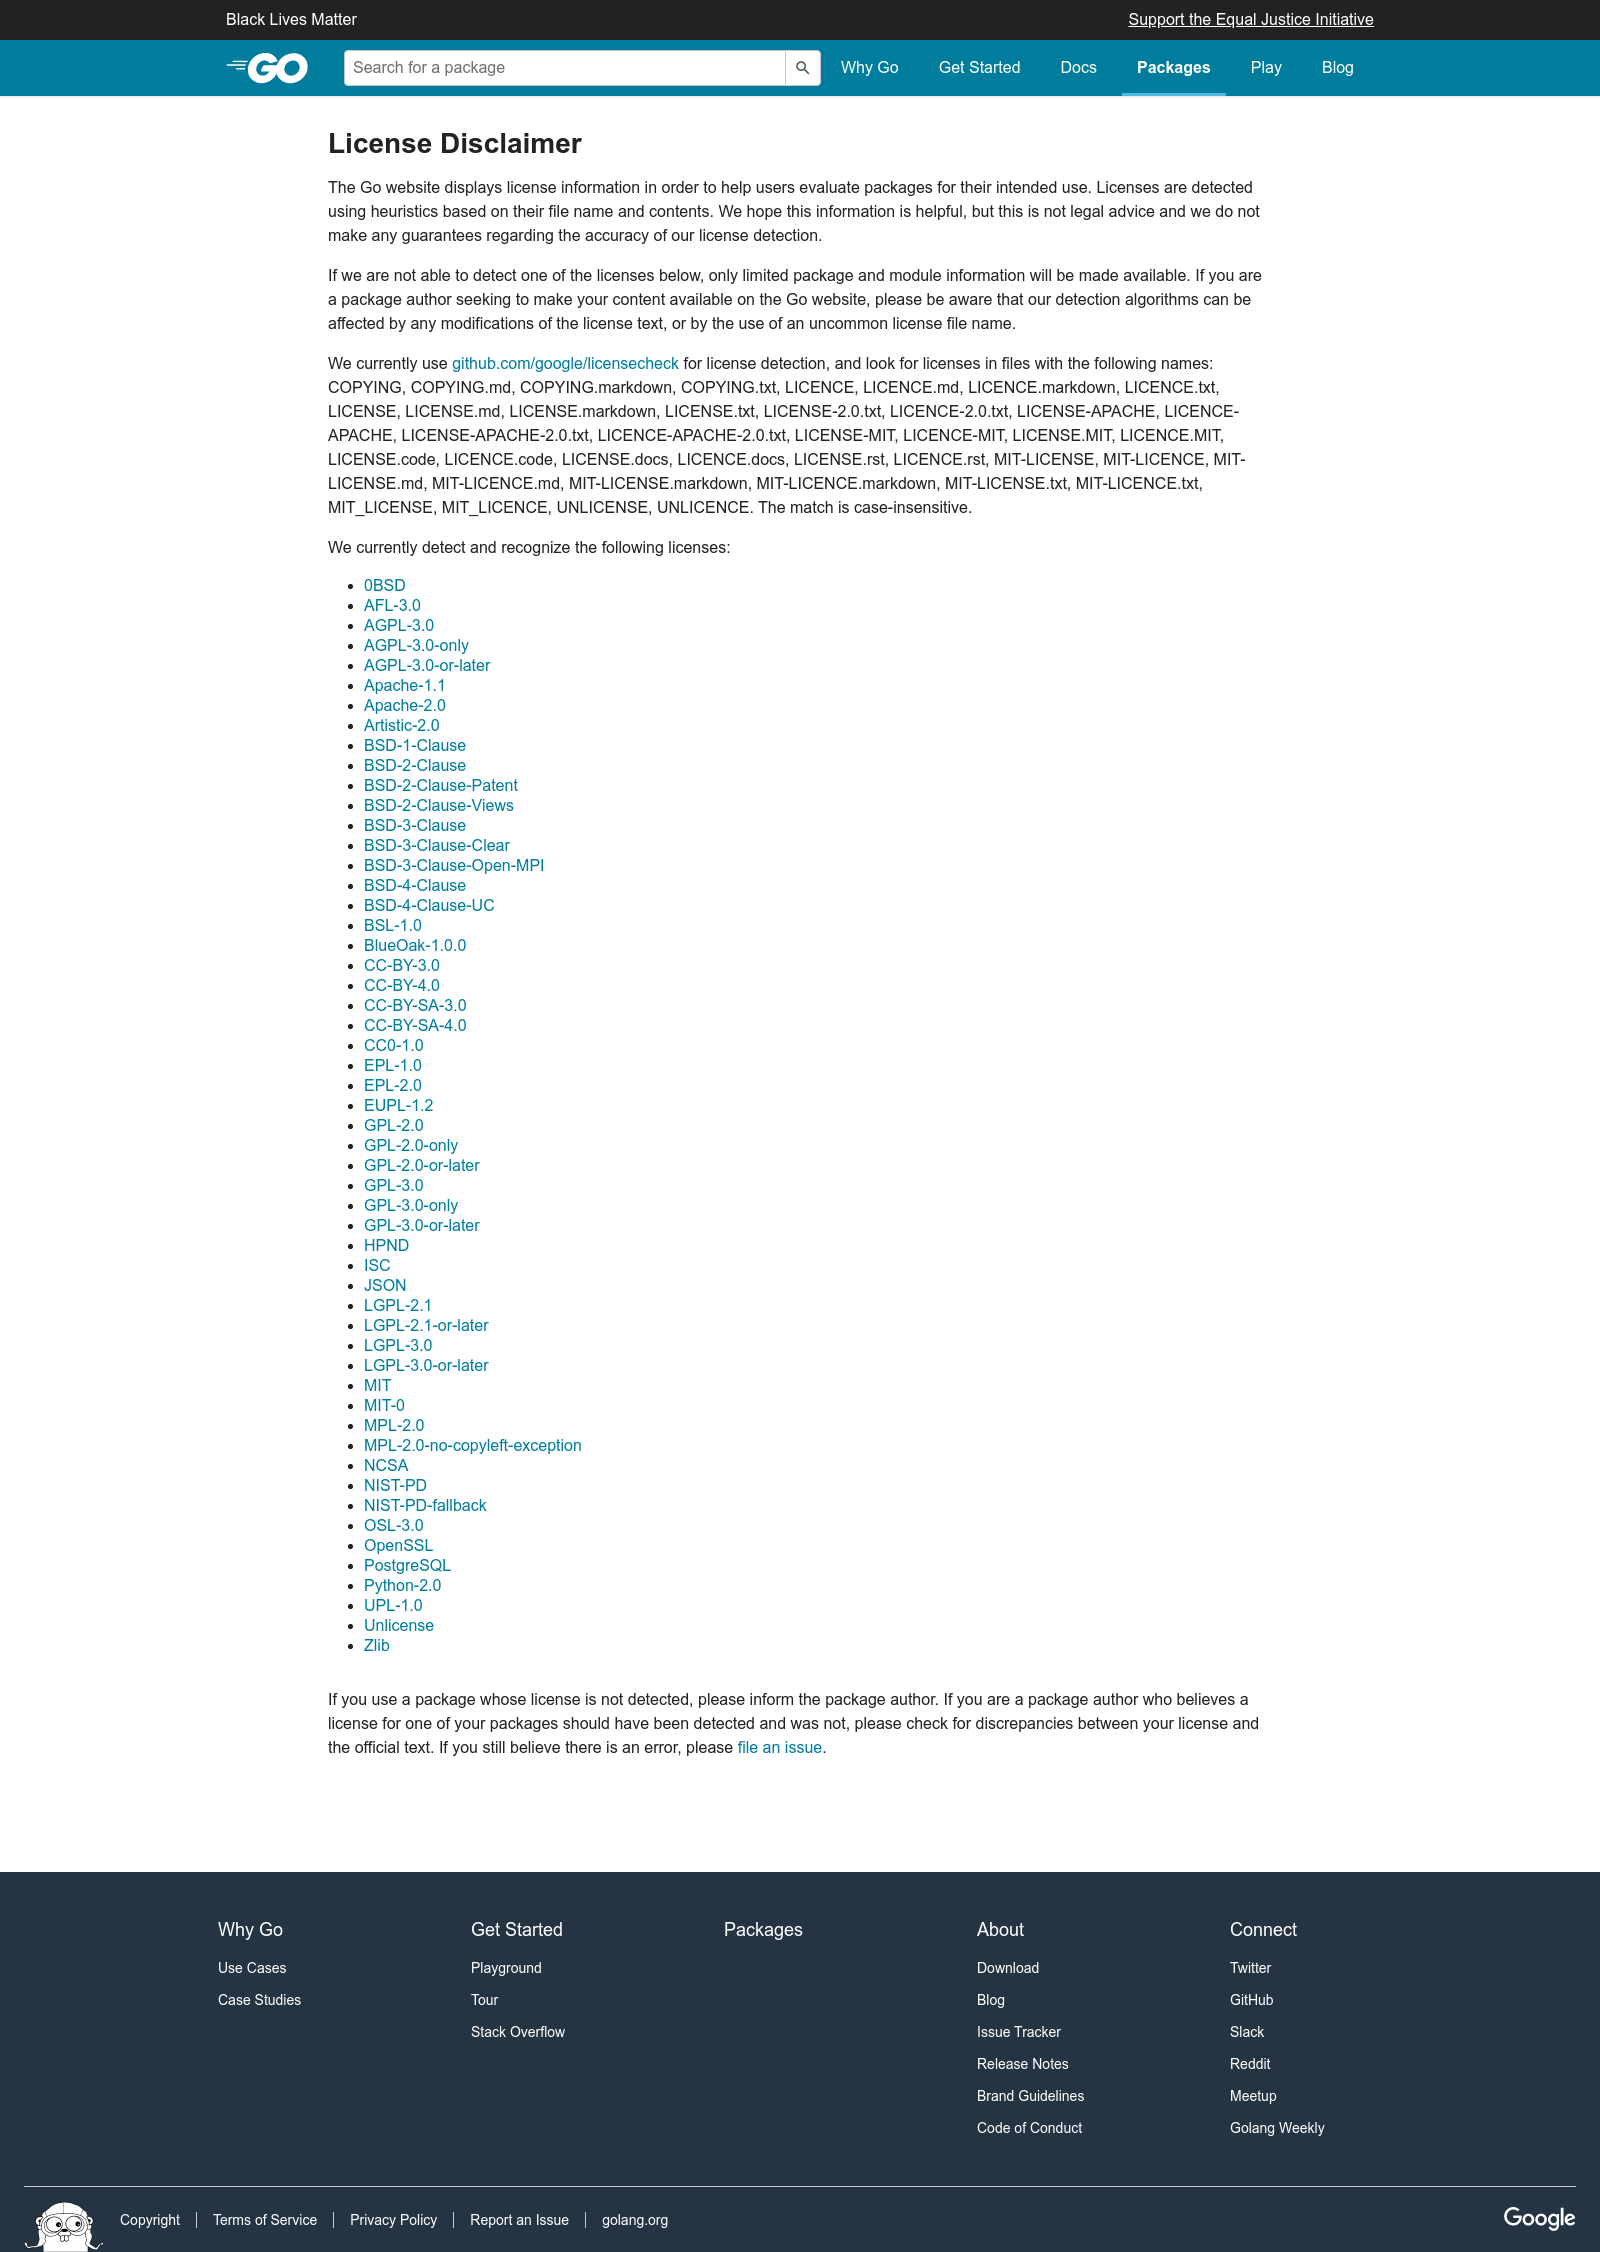 Black Lives Matter
Support the Equal Justice Initiative
GO
Search for a package
Why Go
Get Started
Docs
Packages
Play
Blog
License Disclaimer
The Go website displays license information in order to help users evaluate packages for their intended use. Licenses are detected
using heuristics based on their file name and contents. We hope this information is helpful, but this is not legal advice and we do not
make any guarantees regarding the accuracy of our license detection.
If we are not able to detect one of the licenses below, only limited package and module information will be made available. If you are
a package author seeking to make your content available on the Go website, please be aware that our detection algorithms can be
affected by any modifications of the license text, or by the use of an uncommon license file name.
We currently use github.com/google/licensecheck for license detection, and look for licenses in files with the following names:
COPYING, COPYING.md, COPYING.markdown, COPYING.txt, LICENCE, LICENCE.md, LICENCE.markdown, LICENCE.txt,
LICENSE, LICENSE.md, LICENSE.markdown, LICENSE.txt, LICENSE-2.0.txt, LICENCE-2.0.txt, LICENSE-APACHE, LICENCE-
APACHE, LICENSE-APACHE-2.0.txt, LICENCE-APACHE-2.0.txt, LICENSE-MIT, LICENCE-MIT, LICENSE.MIT, LICENCE.MIT,
LICENSE.code, LICENCE.code, LICENSE.docs, LICENCE.docs, LICENSE.rst, LICENCE.rst, MIT-LICENSE, MIT-LICENCE, MIT-
LICENSE.md, MIT-LICENCE.md, MIT-LICENSE.markdown, MIT-LICENCE.markdown, MIT-LICENSE.txt, MIT-LICENCE.txt,
MIT_LICENSE, MIT_LICENCE, UNLICENSE, UNLICENCE. The match is case-insensitive.
We currently detect and recognize the following licenses:
0BSD
AFL-3.0
AGPL-3.0
AGPL-3.0-only
AGPL-3.0-or-later
Apache-1.1
Apache-2.0
Artistic-2.0
BSD-1-Clause
BSD-2-Clause
BSD-2-Clause-Patent
BSD-2-Clause-Views
BSD-3-Clause
BSD-3-Clause-Clear
BSD-3-Clause-Open-MPI
BSD-4-Clause
BSD-4-Clause-UC
BSL-1.0
BlueOak-1.0.0
CC-BY-3.0
CC-BY-4.0
CC-BY-SA-3.0
CC-BY-SA-4.0
CC0-1.0
EPL-1.0
EPL-2.0
EUPL-1.2
GPL-2.0
GPL-2.0-only
GPL-2.0-or-later
GPL-3.0
GPL-3.0-only
GPL-3.0-or-later
HPND
ISC
JSON
LGPL-2.1
LGPL-2.1-or-later
LGPL-3.0
LGPL-3.0-or-later
MIT
MIT-0
MPL-2.0
MPL-2.0-no-copyleft-exception
NCSA
NIST-PD
NIST-PD-fallback
OSL-3.0
OpenSSL
PostgreSQL
Python-2.0
UPL-1.0
Unlicense
Zlib
If you use a package whose license is not detected, please inform the package author. If you are a package author who believes a
license for one of your packages should have been detected and was not, please check for discrepancies between your license and
the official text. If you still believe there is an error, please file an issue.
Why Go
Use Cases
Case Studies
Get Started
Playground
Tour
Stack Overflow
Packages
About
Download
Blog
Issue Tracker
Release Notes
Brand Guidelines
Code of Conduct
Connect
Twitter
GitHub
Slack
Reddit
Meetup
Golang Weekly
Copyright
Terms of Service
Privacy Policy
Report an Issue
golang.org
Google